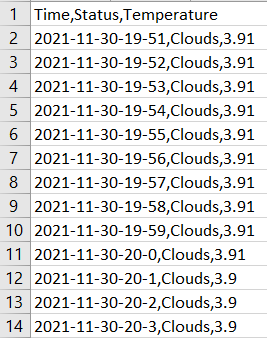 1 Time,Status,Temperature
2 2021-11-30-19-51,Clouds,3.91
3 2021-11-30-19-52,Clouds,3.91
4 2021-11-30-19-53,Clouds,3.91
5 2021-11-30-19-54,Clouds,3.91
6 2021-11-30-19-55,Clouds,3.91
7 2021-11-30-19-56,Clouds,3.91
8 2021-11-30-19-57,Clouds,3.91
9 2021-11-30-19-58,Clouds,3.91
10 2021-11-30-19-59,Clouds,3.91
11 2021-11-30-20-0,Clouds,3.91
12 2021-11-30-20-1,Clouds,3.9
13 2021-11-30-20-2,Clouds,3.9
14 2021-11-30-20-3,Clouds,3.9